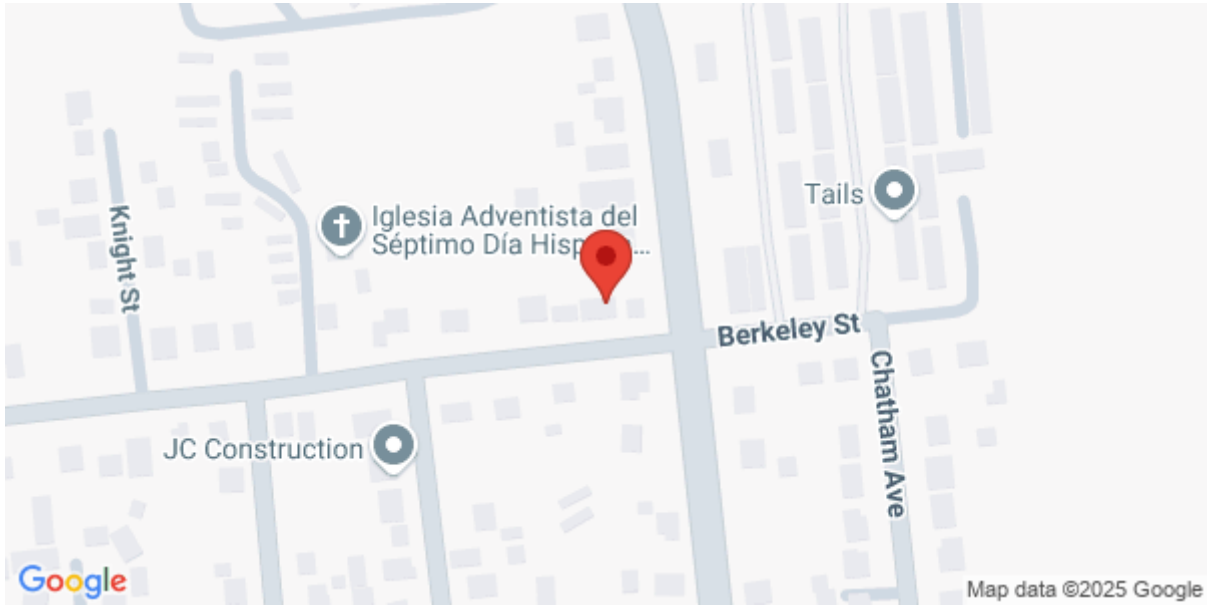 Tails
Iglesia Adventista del
Séptimo Día Hisp
...
Knight St
Berkeley St
Chatham Ave
JC Construction
Google
Map data ©2025 Google